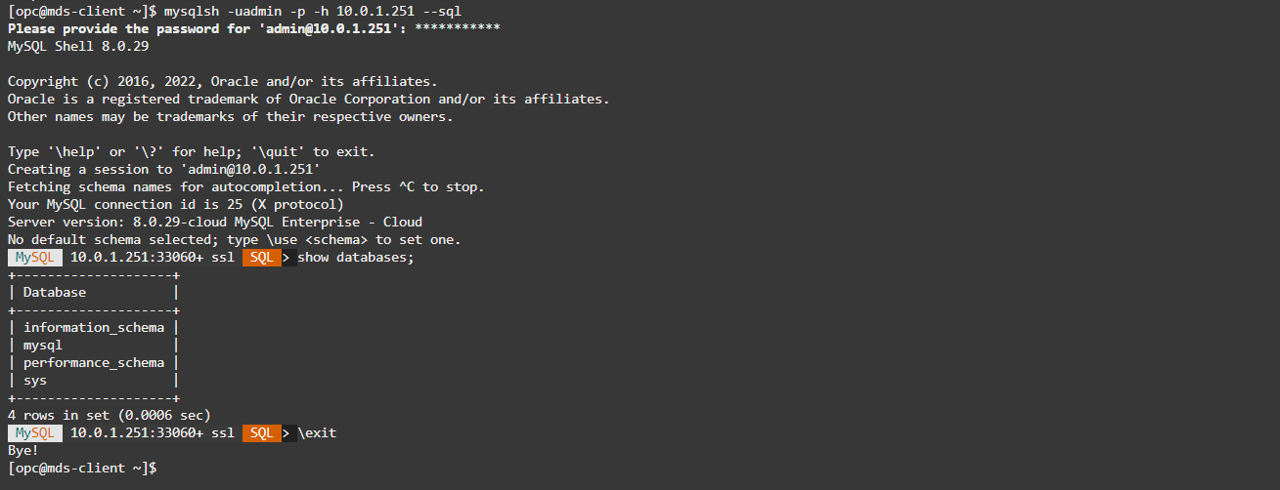 [opc@mds-client ~]$ mysqlsh -uadmin -p -h 10.0.1.251 --sql
Please provide the password for 'admin@10.0.1.251': ***********
MySQL Shell 8.0.29

Copyright (c) 2016, 2022, Oracle and/or its affiliates.
Oracle is a registered trademark of Oracle Corporation and/or its affiliates.
Other names may be trademarks of their respective owners.

Type '\help' or '\?' for help; '\quit' to exit.
Creating a session to 'admin@10.0.1.251'
Fetching schema names for autocompletion... Press ^C to stop.
Your MySQL connection id is 25 (X protocol)
Server version: 8.0.29-cloud MySQL Enterprise - Cloud
No default schema selected; type \use <schema> to set one.
 MySQL  10.0.1.251:33060+ ssl  SQL > show databases;
+--------------------+
| Database           |
+--------------------+
| information_schema |
| mysql              |
| performance_schema |
| sys                |
+--------------------+
4 rows in set (0.0006 sec)
 MySQL  10.0.1.251:33060+ ssl  SQL > \exit
Bye!
[opc@mds-client ~]$